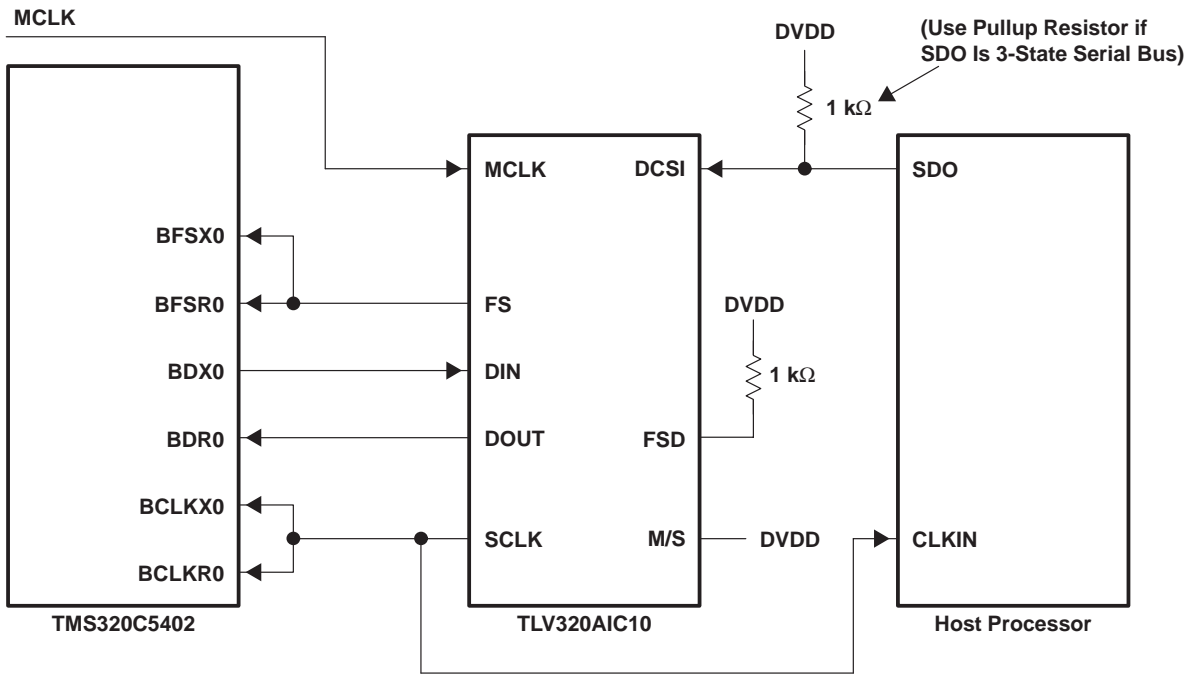 MCLK
DVDD
(Use Pullup Resistor if
SDO Is 3-State Serial Bus)
1 kΩ
MCLK
DCSI
SDO
BFSX0
BFSR0
FS
DVDD
BDX0
DIN
1 kΩ
BDR0
DOUT
FSD
BCLKX0
SCLK
M/S
DVDD
CLKIN
BCLKR0
TMS320C5402
TLV320AIC10
Host Processor